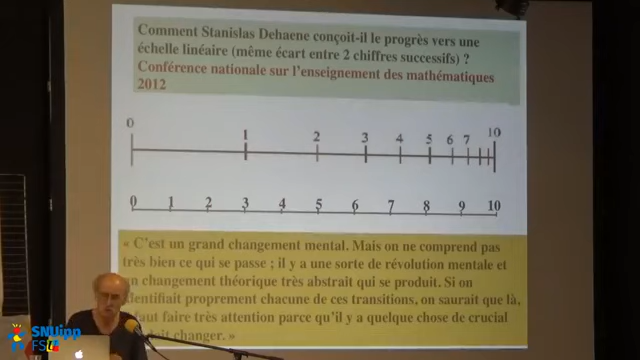 Comment Stanislas Dehaene conçoit-il le progrès vers une
échelle linéaire (même écart entre 2 chiffres successifs) ?
Conférence nationale sur l'enseignement des mathématiques
2012
0 1 2 3 4 5 6 7 10
0 1 2 3 4 5 6 7 8 9 10
« C'est un grand changement mental. Mais on ne comprend pas
très bien ce qui se passe ; il y a une sorte de révolution mentale et
un changement théorique très abstrait qui se produit. Si on
identifiait proprement chacune de ces transitions, on saurait que là,
faut faire très attention parce qu'il y a quelque chose de crucial
changer. »
SNUipp
FSU